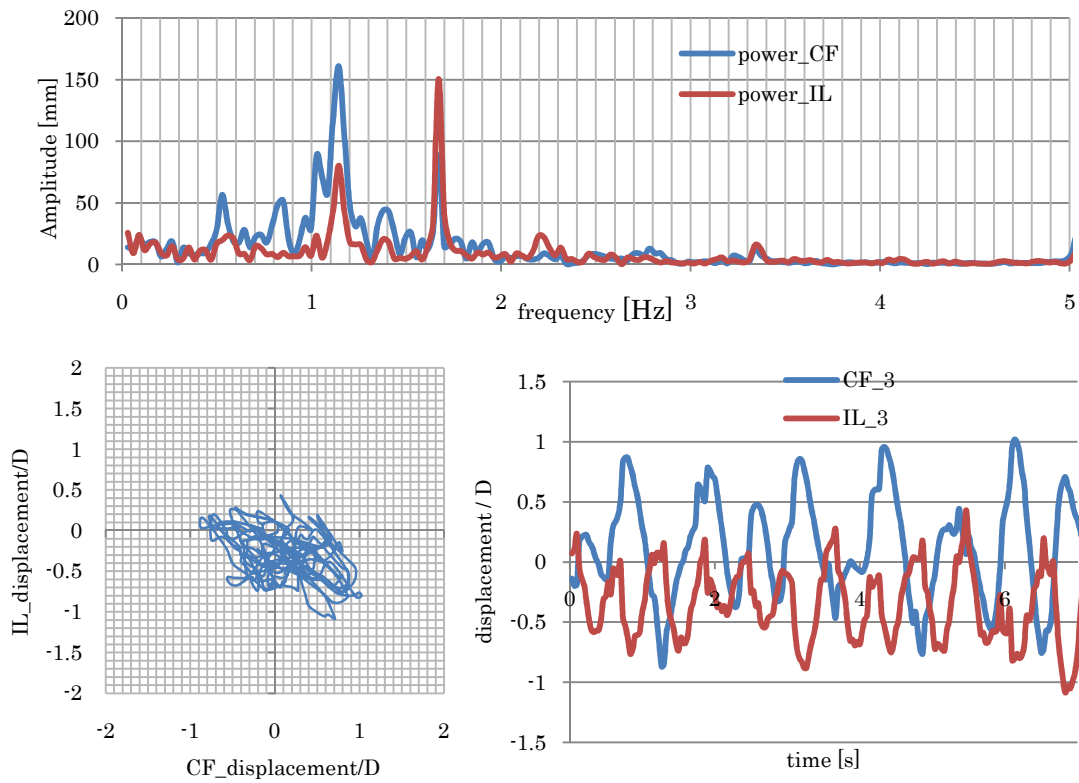 200
150
100
50
0
Amplitude [mm]
power_CF
power_IL
0 1 2 3 4 5
frequency [Hz]
2
1.5
1
0.5
0
-0.5
-1
-1.5
-2
IL_displacement/D
-2 -1 0 1 2
CF_displacement/D
1.5
1
0.5
0
-0.5
-1
-1.5
displacement / D
CF_3
IL_3
0 2 4 6
time [s]